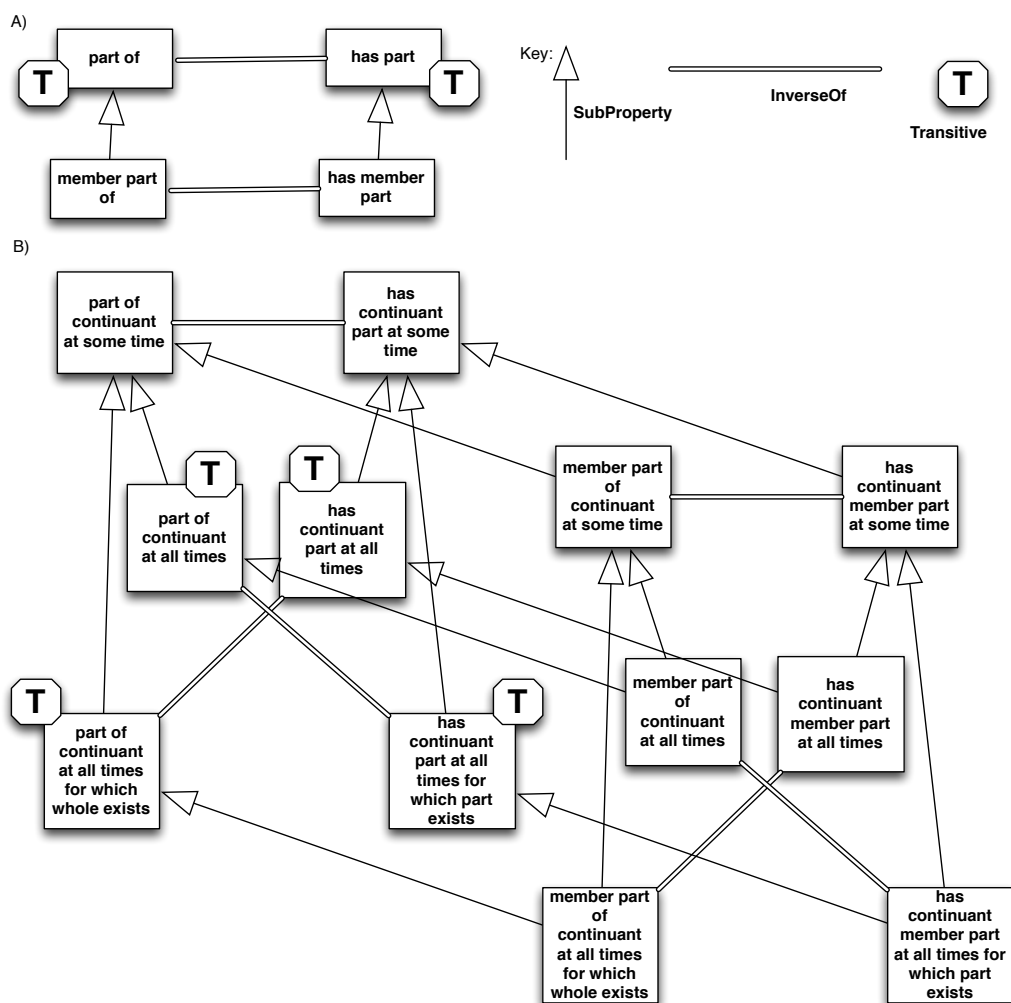 A)
part of
has part
T
T
member part
of
has member
part
Key:
SubProperty
InverseOf
T
Transitive
B)
part of
continuant
at some time
has
continuant
part at some
time
T
part of
continuant
at all times
T
has
continuant
part at all
times
member part
of
continuant
at some time
has
continuant
member part
at some time
T
part of
continuant
at all times
for which
whole exists
T
has
continuant
part at all
times for
which part
exists
member part
of
continuant
at all times
has
continuant
member part
at all times
member part
of
continuant
at all times
for which
whole exists
has
continuant
member part
at all times for
which part
exists